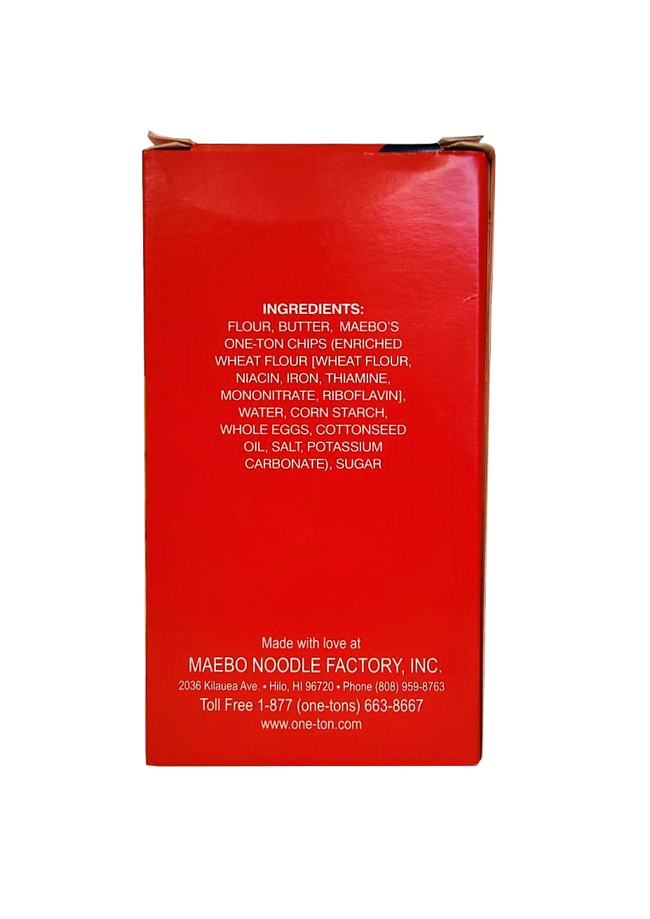 INGREDIENTS:
FLOUR, BUTTER, MAEBO'S
ONE-TON CHIPS (ENRICHED
WHEAT FLOUR [WHEAT FLOUR,
NIACIN, IRON, THIAMINE,
MONONITRATE, RIBOFLAVIN],
WATER, CORN STARCH,
WHOLE EGGS, COTTONSEED
OIL, SALT, POTASSIUM
CARBONATE), SUGAR
Made with love at
MAEBO NOODLE FACTORY, INC.
2036 Kilauea Ave. • Hilo, HI 96720 • Phone (808) 959-8763
Toll Free 1-877 (one-tons) 663-8667
www.one-ton.com